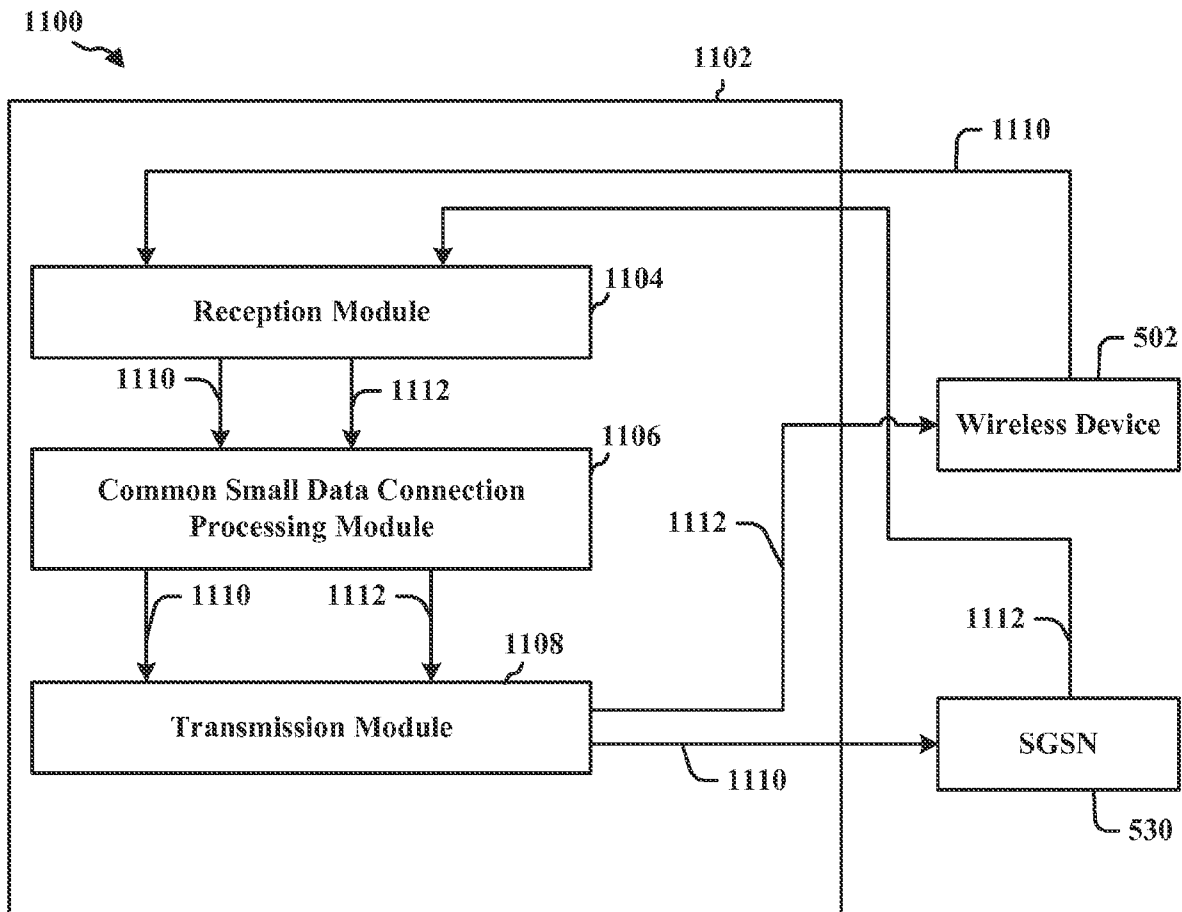 1100
1102
1110
Reception Module
1104
1110
1112
502
Wireless Device
1106
Common Small Data Connection
Processing Module
1112
1110
1112
1112
1108
Transmission Module
SGSN
1110
530